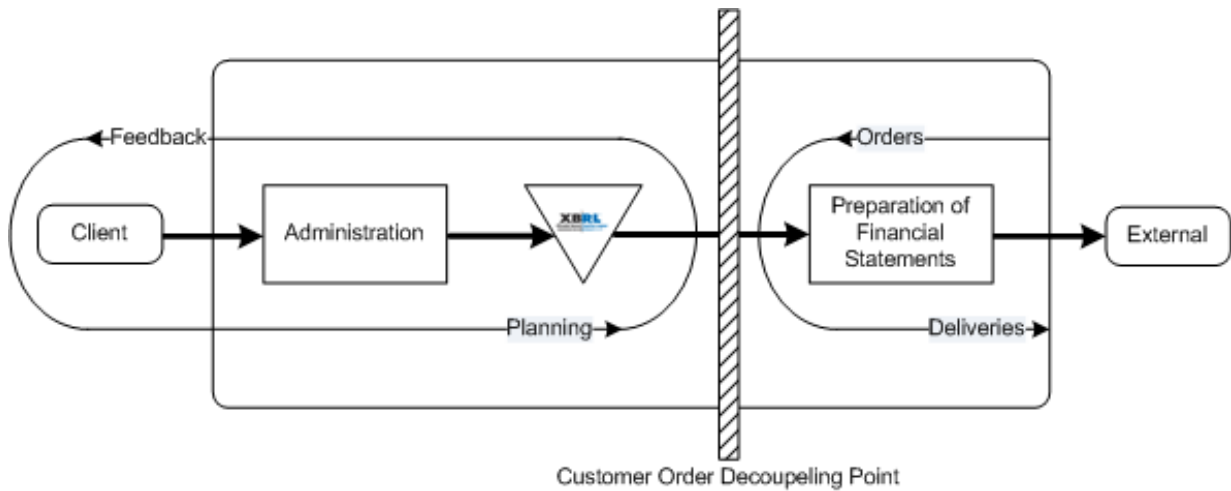 Feedback
Orders
Client
Administration
XBRL
Preparation of
Financial
Statements
External
Planning
Deliveries
Customer Order Decoupeling Point